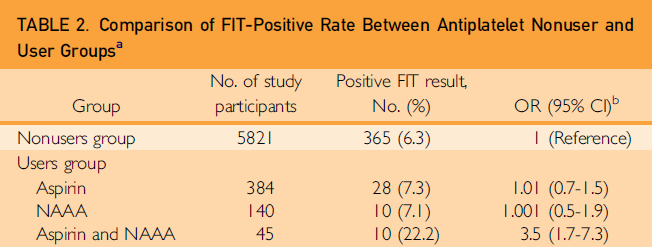 TABLE 2. Comparison of FIT-Positive Rate Between Antiplatelet Nonuser and
User Groupsa
No. of study Positive FIT result,
Group participants No. (%) OR (95% CI)b
Nonusers group 5821 365 (6.3) 1 (Reference)
Users group
Aspirin 384 28 (7.3) 1.01 (0.7-1.5)
NAAA 140 10 (7.1) 1.001 (0.5-1.9)
Aspirin and NAAA 45 10 (22.2) 3.5 (1.7-7.3)